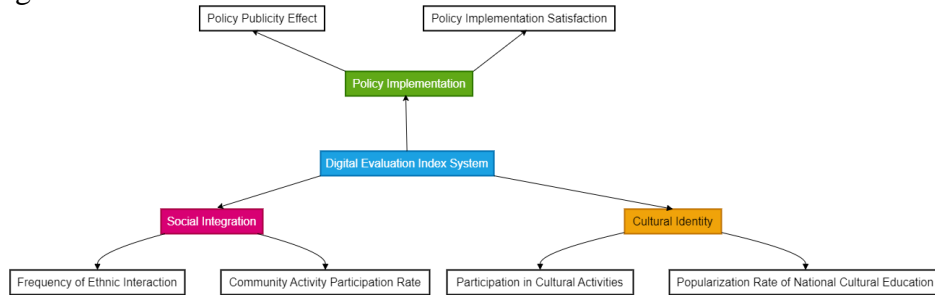 Policy Publicity Effect
Policy Implementation Satisfaction
Policy Implementation
Digital Evaluation Index System
Social Integration
Cultural Identity
Frequency of Ethnic Interaction
Community Activity Participation Rate
Participation in Cultural Activities
Popularization Rate of National Cultural Education